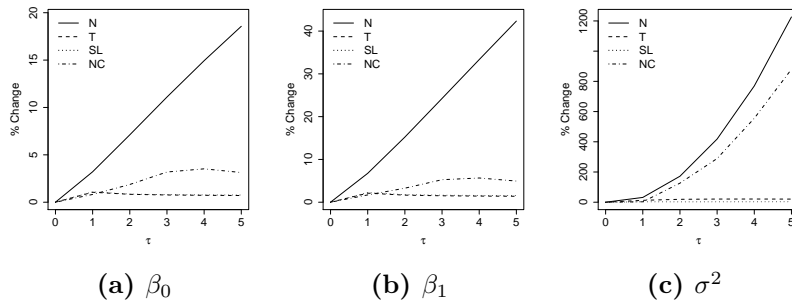 N
T
SL
NC
% Change
0 5 10 15 20
0 1 2 3 4 5
τ
(a) β₀
N
T
SL
NC
% Change
0 10 20 30 40
0 1 2 3 4 5
τ
(b) β₁
N
T
SL
NC
% Change
0 200 400 600 800 1200
0 1 2 3 4 5
τ
(c) σ²